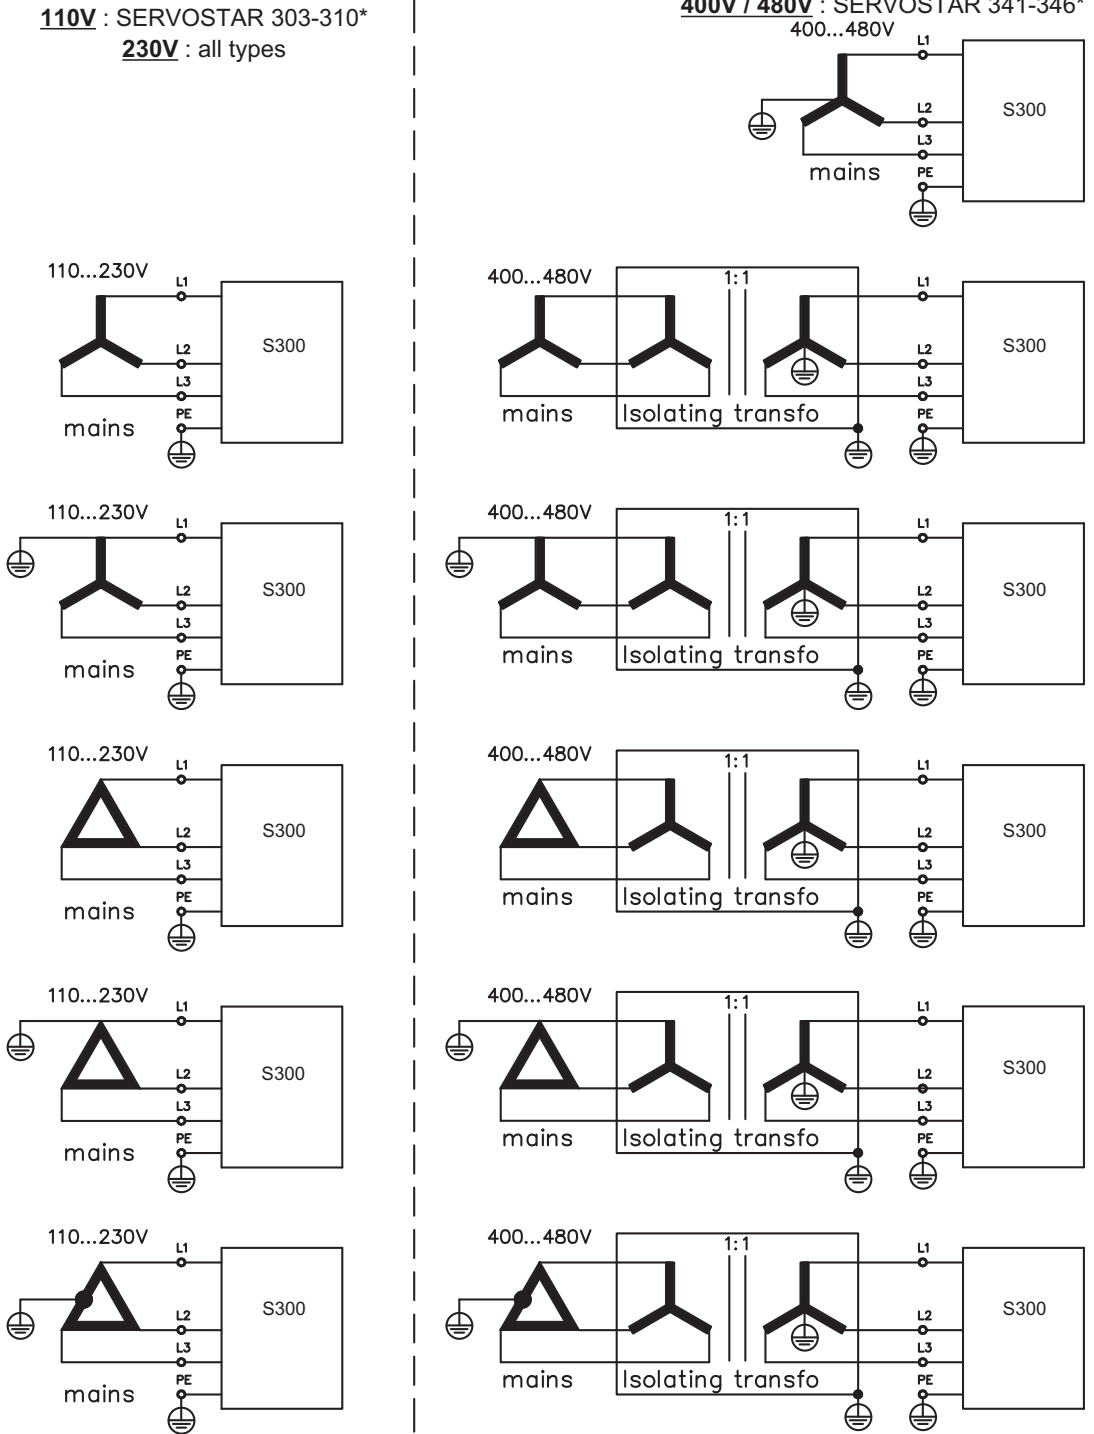 110V : SERVOSTAR 303-310*
230V : all types
400V / 480V : SERVOSTAR 341-346*
400...480V
L1
S300
L2
L3
mains
PE
110...230V
L1
S300
L2
L3
mains
PE
400...480V
1:1
L1
S300
L2
L3
mains
Isolating transfo
PE
110...230V
L1
S300
L2
L3
mains
PE
400...480V
1:1
L1
S300
L2
L3
mains
Isolating transfo
PE
110...230V
L1
S300
L2
L3
mains
PE
400...480V
1:1
L1
S300
L2
L3
mains
Isolating transfo
PE
110...230V
L1
S300
L2
L3
mains
PE
400...480V
1:1
L1
S300
L2
L3
mains
Isolating transfo
PE
110...230V
L1
S300
L2
L3
mains
PE
400...480V
1:1
L1
S300
L2
L3
mains
Isolating transfo
PE